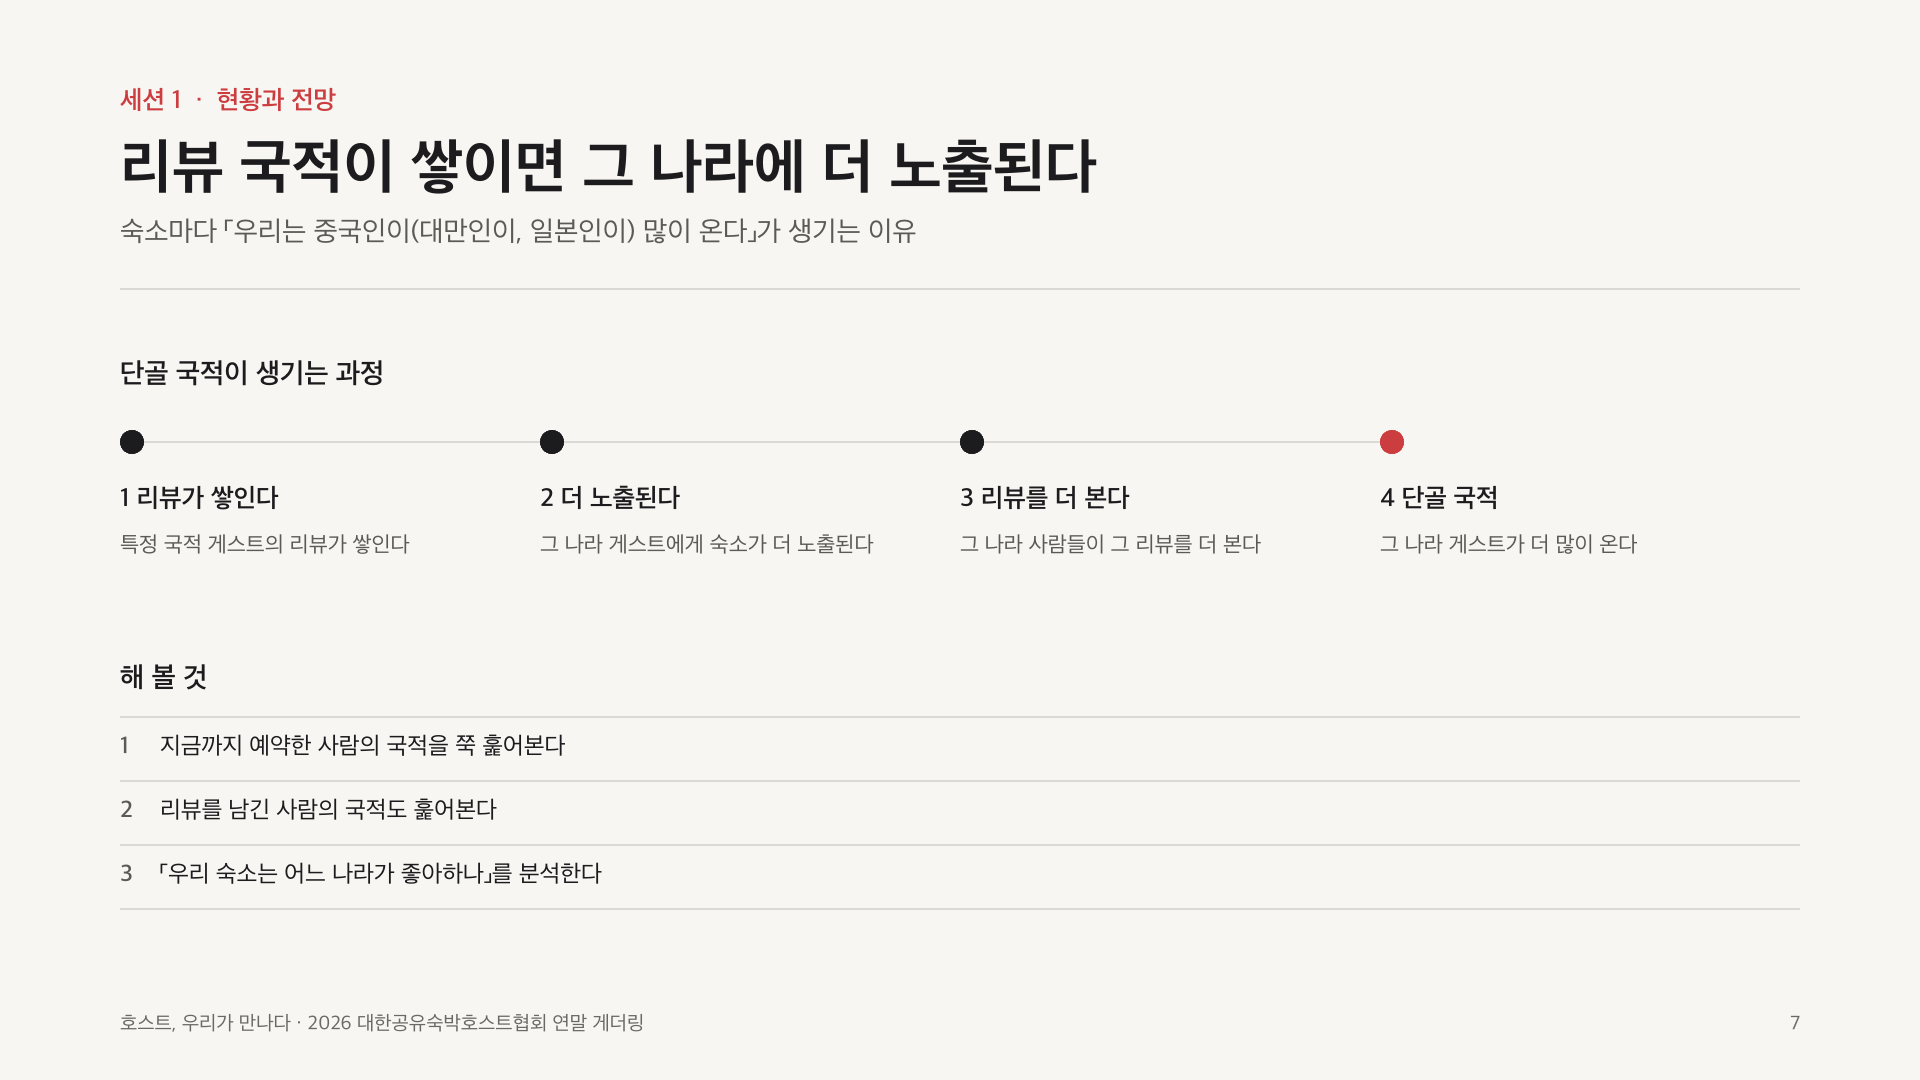 세션 1 · 현황과 전망
리뷰 국적이 쌓이면 그 나라에 더 노출된다
숙소마다 「우리는 중국인이(대만인이, 일본인이) 많이 온다」가 생기는 이유
단골 국적이 생기는 과정
1 리뷰가 쌓인다
특정 국적 게스트의 리뷰가 쌓인다
2 더 노출된다
그 나라 게스트에게 숙소가 더 노출된다
3 리뷰를 더 본다
그 나라 사람들이 그 리뷰를 더 본다
4 단골 국적
그 나라 게스트가 더 많이 온다
해 볼 것
1 지금까지 예약한 사람의 국적을 쭉 훑어본다
2 리뷰를 남긴 사람의 국적도 훑어본다
3 「우리 숙소는 어느 나라가 좋아하나」를 분석한다
호스트, 우리가 만나다 · 2026 대한공유숙박호스트협회 연말 게더링
7